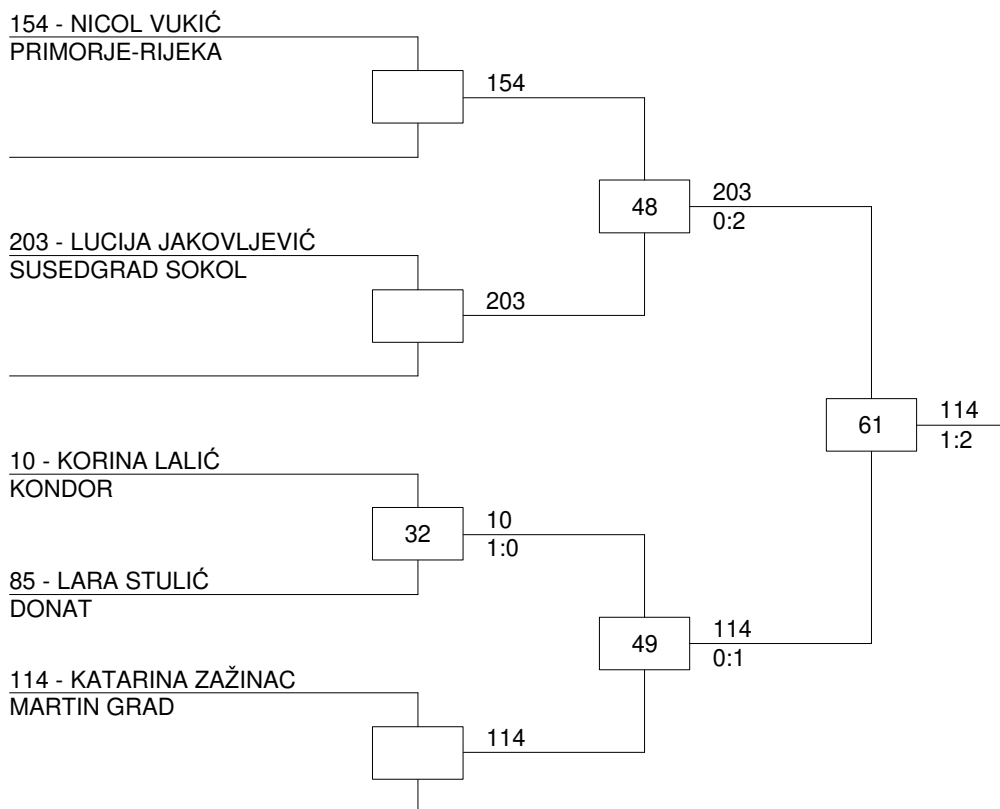 154 - NICOL VUKIĆ
PRIMORJE-RIJEKA
154
48
203
0:2
203 - LUCIJA JAKOVLJEVIĆ
SUSEDGRAD SOKOL
203
61
114
1:2
10 - KORINA LALIĆ
KONDOR
32
10
1:0
85 - LARA STULIĆ
DONAT
49
114
0:1
114 - KATARINA ZAŽINAC
MARTIN GRAD
114